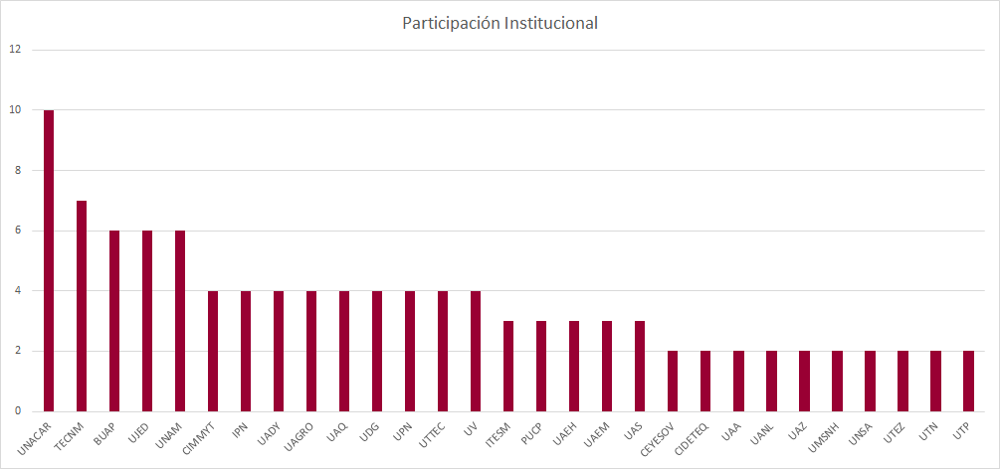 Participación Institucional
12
10
8
6
4
2
0
UNACAR
TECNM
BUAP
UJED
UNAM
CIMMYT
IPN
UADY
UAGRO
UAQ
UDG
UPN
UTTEC
UV
ITESM
PUCP
UAEH
UAEM
UAS
CEYESOV
CIDETEQ
UAA
UANL
UAZ
UMSNH
UNSA
UTEZ
UTN
UTP